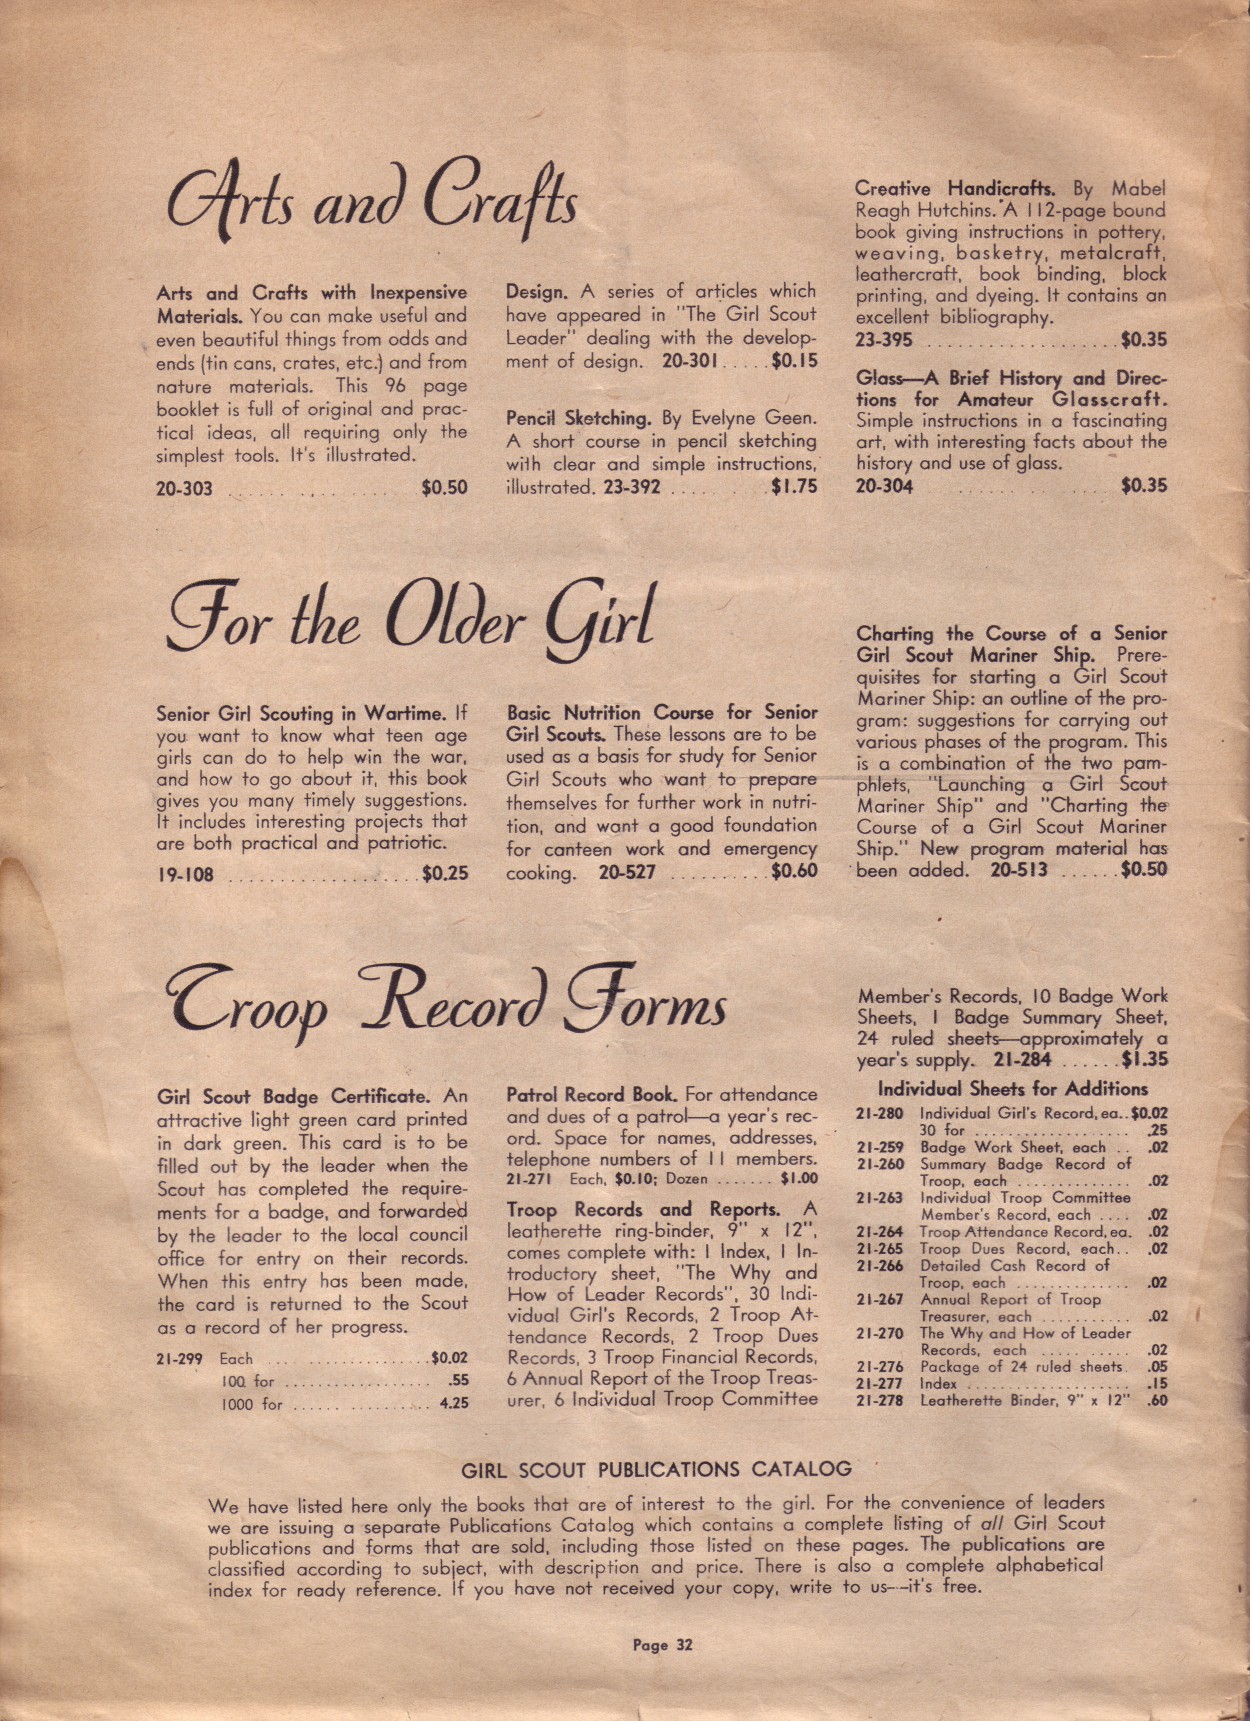 Arts and Crafts
Arts and Crafts with Inexpensive
Materials. You can make useful and
even beautiful things from odds and
ends (tin cans, crates, etc.) and from
nature materials. This 96 page
booklet is full of original and prac-
tical ideas, all requiring only the
simplest tools. It's illustrated.
20-303 . . . . . . . . . . . $0.50
Design. A series of articles which
have appeared in "The Girl Scout
Leader" dealing with the develop-
ment of design. 20-301 . . . . . $0.15
Pencil Sketching. By Evelyne Geen.
A short course in pencil sketching
with clear and simple instructions,
illustrated. 23-392 . . . . . . . $1.75
Creative Handicrafts. By Mabel
Reagh Hutchins. A 112-page bound
book giving instructions in pottery,
weaving, basketry, metalcraft,
leathercraft, book binding, block
printing, and dyeing. It contains an
excellent bibliography.
23-395 . . . . . . . . . . . . . . . . . . . $0.35
Glass—A Brief History and Direc-
tions for Amateur Glasscraft.
Simple instructions in a fascinating
art, with interesting facts about the
history and use of glass.
20-304 . . . . . . . . . . . . $0.35
For the Older Girl
Senior Girl Scouting in Wartime. If
you want to know what teen age
girls can do to help win the war,
and how to go about it, this book
gives you many timely suggestions.
It includes interesting projects that
are both practical and patriotic.
19-108 . . . . . . . . . . . . . . . . . . . $0.25
Basic Nutrition Course for Senior
Girl Scouts. These lessons are to be
used as a basis for study for Senior
Girl Scouts who want to prepare
themselves for further work in nutri-
tion, and want a good foundation
for canteen work and emergency
cooking. 20-527 . . . . . . . . . . $0.60
Charting the Course of a Senior
Girl Scout Mariner Ship. Prere-
quisites for starting a Girl Scout
Mariner Ship: an outline of the pro-
gram: suggestions for carrying out
various phases of the program. This
is a combination of the two pam-
phlets, "Launching a Girl Scout
Mariner Ship" and "Charting the
Course of a Girl Scout Mariner
Ship." New program material has
been added. 20-513 . . . . . . $0.50
Troop Record Forms
Girl Scout Badge Certificate. An
attractive light green card printed
in dark green. This card is to be
filled out by the leader when the
Scout has completed the require-
ments for a badge, and forwarded
by the leader to the local council
office for entry on their records.
When this entry has been made,
the card is returned to the Scout
as a record of her progress.
21-299 Each . . . . . . . . . . . . . . . . . $0.02
100 for . . . . . . . . . . . . . . . . . . .55
1000 for . . . . . . . . . . . . . . . . . 4.25
Patrol Record Book. For attendance
and dues of a patrol—a year's rec-
ord. Space for names, addresses,
telephone numbers of 11 members.
21-271 Each, $0.10; Dozen . . . . . . . $1.00
Troop Records and Reports. A
leatherette ring-binder, 9" x 12",
comes complete with: 1 Index, 1 In-
troductory sheet, "The Why and
How of Leader Records", 30 Indi-
vidual Girl's Records, 2 Troop At-
tendance Records, 2 Troop Dues
Records, 3 Troop Financial Records,
6 Annual Report of the Troop Treas-
urer, 6 Individual Troop Committee
Member's Records, 10 Badge Work
Sheets, 1 Badge Summary Sheet,
24 ruled sheets—approximately a
year's supply. 21-284 . . . . . . $1.35
Individual Sheets for Additions
21-280 Individual Girl's Record, ea. . $0.02
30 for . . . . . . . . . . . . . . . . . . . .25
21-259 Badge Work Sheet, each . . .02
21-260 Summary Badge Record of
Troop, each . . . . . . . . . . . . . . .02
21-263 Individual Troop Committee
Member's Record, each . . . . .02
21-264 Troop Attendance Record, ea. .02
21-265 Troop Dues Record, each . . .02
21-266 Detailed Cash Record of
Troop, each . . . . . . . . . . . . . . .02
21-267 Annual Report of Troop
Treasurer, each . . . . . . . . . . . .02
21-270 The Why and How of Leader
Records, each . . . . . . . . . . .02
21-276 Package of 24 ruled sheets. .05
21-277 Index . . . . . . . . . . . . . . . . . . . . .15
21-278 Leatherette Binder, 9" x 12" .60
GIRL SCOUT PUBLICATIONS CATALOG
We have listed here only the books that are of interest to the girl. For the convenience of leaders
we are issuing a separate Publications Catalog which contains a complete listing of all Girl Scout
publications and forms that are sold, including those listed on these pages. The publications are
classified according to subject, with description and price. There is also a complete alphabetical
index for ready reference. If you have not received your copy, write to us—it's free.
Page 32